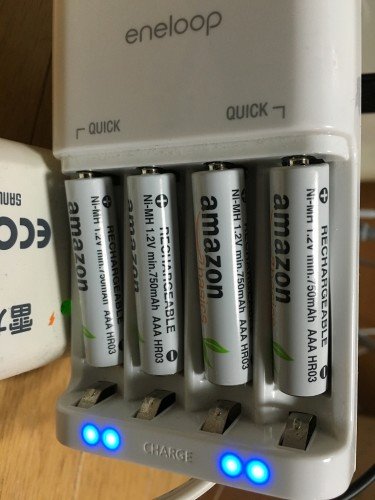 eneloop
QUICK
QUICK
RECHARGEABLE
Ni-MH 1.2V min.750mAh AAA HR03
amazon
RECHARGEABLE
Ni-MH 1.2V min.750mAh AAA HR03
amazon
RECHARGEABLE
Ni-MH 1.2V min.750mAh AAA HR03
amazon
RECHARGEABLE
Ni-MH 1.2V min.750mAh AAA HR03
amazon
CHARGE
ECO
雷